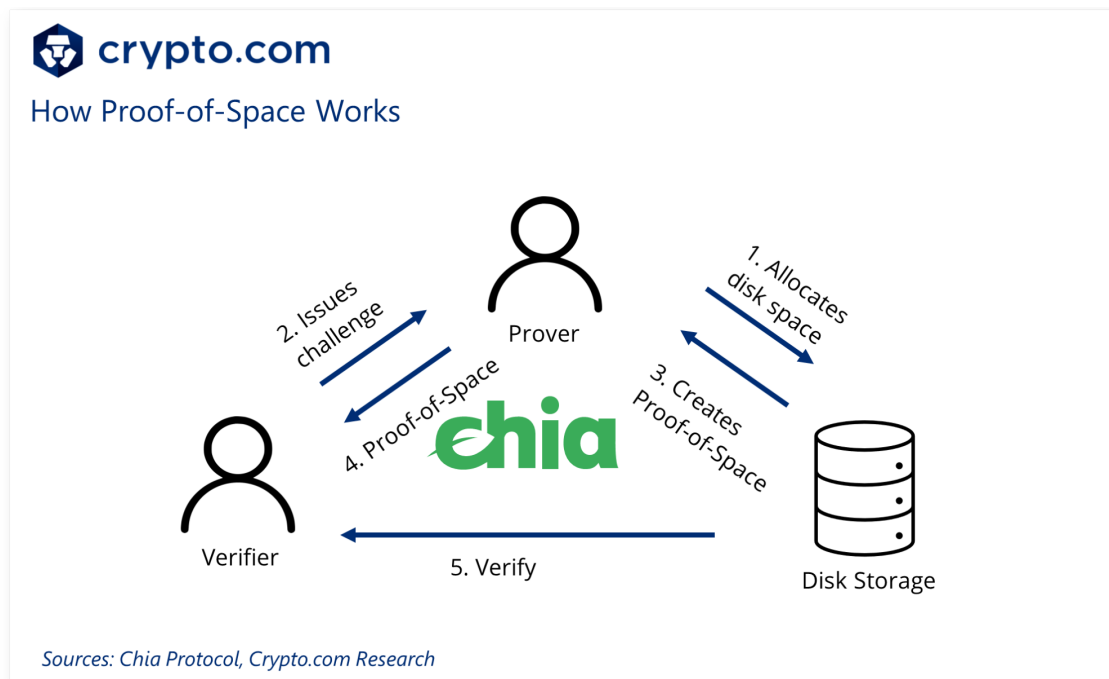 crypto.com
How Proof-of-Space Works
1. Allocates
disk space
2. Issues
challenge
Prover
3. Creates
Proof-of-Space
4. Proof-of-Space
chia
Verifier
5. Verify
Disk Storage
Sources: Chia Protocol, Crypto.com Research